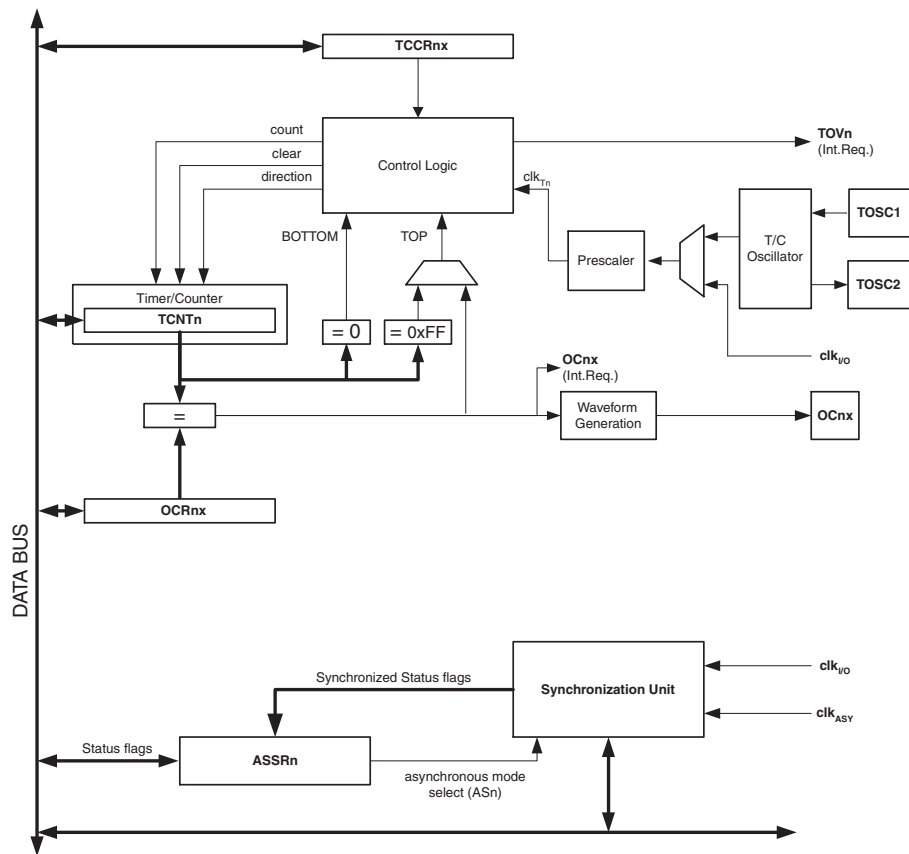 TCCRnx
count
clear
direction
Control Logic
TOVn
(Int.Req.)
clkTn
BOTTOM
TOP
TOSC1
T/C
Oscillator
Prescaler
TOSC2
Timer/Counter
TCNTn
= 0
= 0xFF
clkI/O
OCnx
(Int.Req.)
=
Waveform
Generation
OCnx
OCRnx
DATA BUS
Synchronized Status flags
Synchronization Unit
clkI/O
clkASY
Status flags
ASSRn
asynchronous mode
select (ASn)